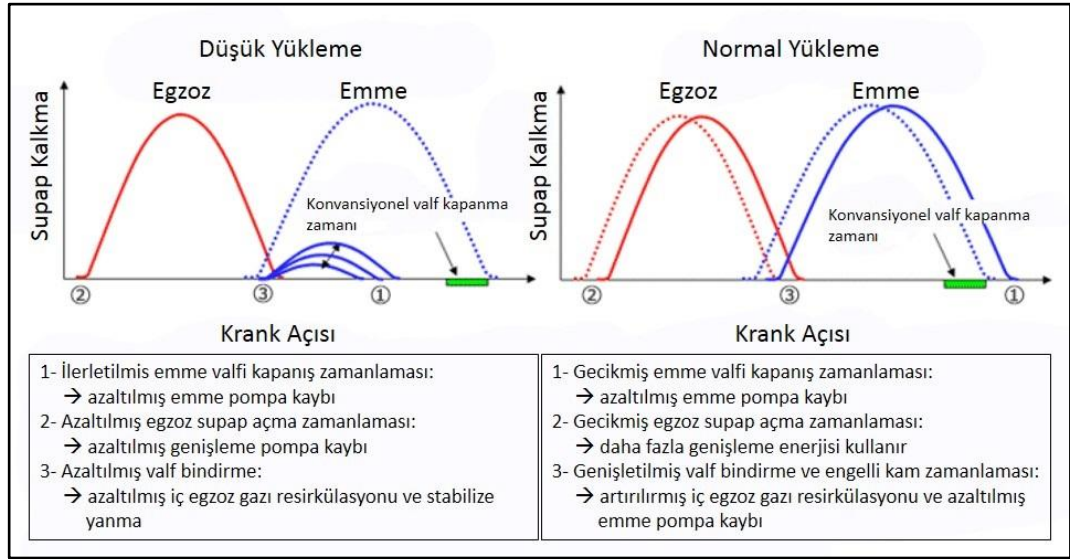 Düşük Yükleme
Supap Kalkma
Egzoz
Emme
Konvansiyonel valf kapanma
zamanı
②
③
①
Krank Açısı
1- İlerletilmis emme valfi kapanış zamanlaması:
→ azaltılmış emme pompa kaybı
2- Azaltılmış egzoz supap açma zamanlaması:
→ azaltılmış genişleme pompa kaybı
3- Azaltılmış valf bindirme:
→ azaltılmış iç egzoz gazı resirkülasyonu ve stabilize
yanma
Normal Yükleme
Supap Kalkma
Egzoz
Emme
Konvansiyonel valf kapanma
zamanı
②
③
①
Krank Açısı
1- Gecikmiş emme valfi kapanış zamanlaması:
→ azaltılmış emme pompa kaybı
2- Gecikmiş egzoz supap açma zamanlaması:
→ daha fazla genişleme enerjisi kullanır
3- Genişletilmiş valf bindirme ve engelli kam zamanlaması:
→ artırılırmış iç egzoz gazı resirkülasyonu ve azaltılmış
emme pompa kaybı